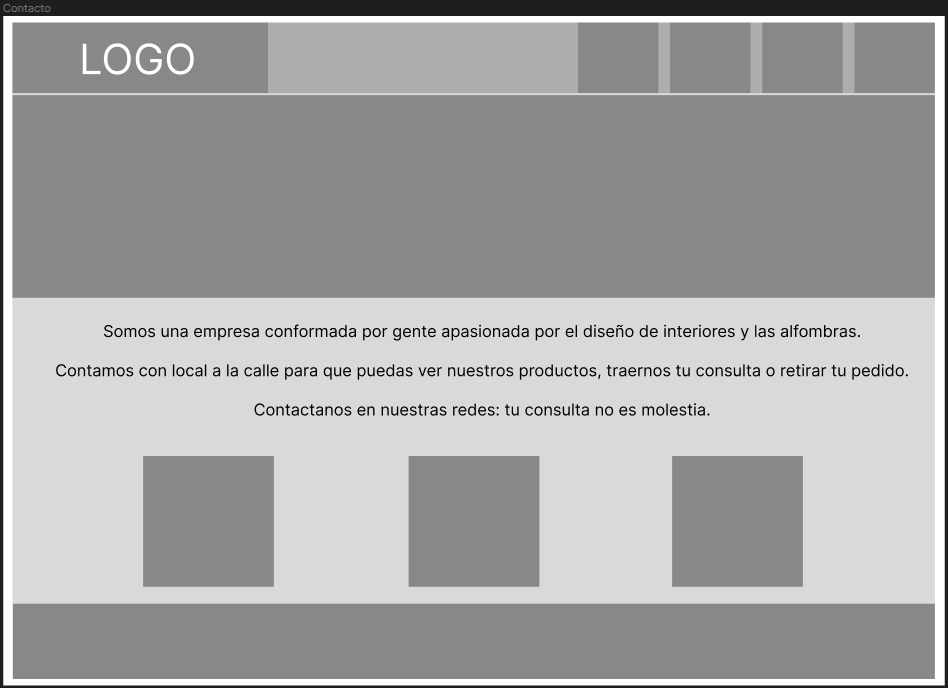 Contacto
LOGO
Somos una empresa conformada por gente apasionada por el diseño de interiores y las alfombras.
Contamos con local a la calle para que puedas ver nuestros productos, traernos tu consulta o retirar tu pedido.
Contactanos en nuestras redes: tu consulta no es molestia.